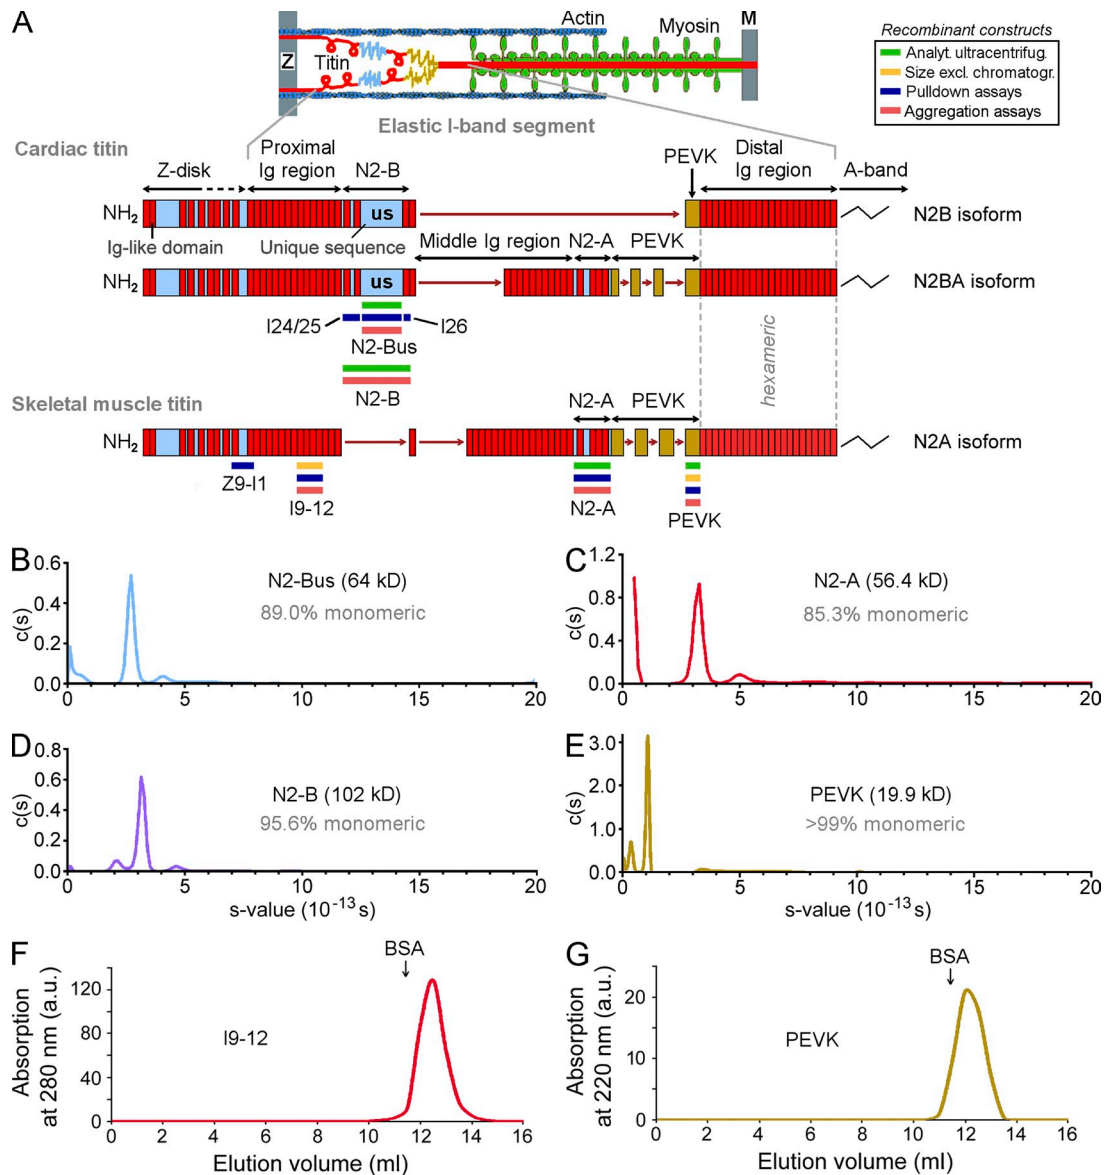 A
Actin
Myosin
M
Z
Titin
Elastic I-band segment
Recombinant constructs
Analyt. ultracentrifug.
Size excl. chromatogr.
Pulldown assays
Aggregation assays
Cardiac titin
Z-disk
Proximal
Ig region
N2-B
PEVK
Distal
Ig region
A-band
NH2
us
N2B isoform
Ig-like domain
Unique sequence
Middle Ig region
N2-A
PEVK
NH2
us
N2BA isoform
I24/25
I26
N2-Bus
N2-B
hexameric
Skeletal muscle titin
N2-A
PEVK
NH2
N2A isoform
Z9-I1
I9-12
N2-A
PEVK
B
N2-Bus (64 kD)
89.0% monomeric
c(s)
0.6
0.4
0.2
0.0
0 5 10 15 20
C
N2-A (56.4 kD)
85.3% monomeric
c(s)
1.2
0.8
0.4
0.0
0 5 10 15 20
D
N2-B (102 kD)
95.6% monomeric
c(s)
0.8
0.6
0.4
0.2
0.0
0 5 10 15 20
s-value (10-13s)
E
PEVK (19.9 kD)
>99% monomeric
c(s)
3.0
2.0
1.0
0.0
0 5 10 15 20
s-value (10-13s)
F
BSA
I9-12
Absorption
at 280 nm (a.u.)
120
80
40
0
0 2 4 6 8 10 12 14 16
Elution volume (ml)
G
BSA
PEVK
Absorption
at 220 nm (a.u.)
20
10
0
0 2 4 6 8 10 12 14 16
Elution volume (ml)